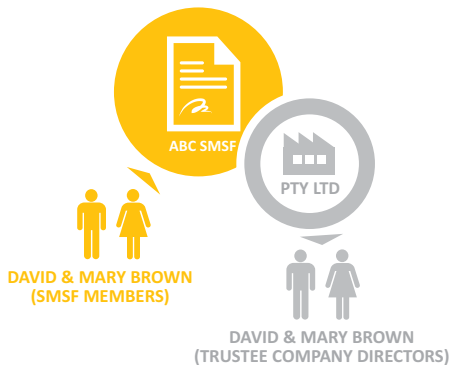 ABC SMSF
PTY LTD
DAVID & MARY BROWN
(SMSF MEMBERS)
DAVID & MARY BROWN
(TRUSTEE COMPANY DIRECTORS)